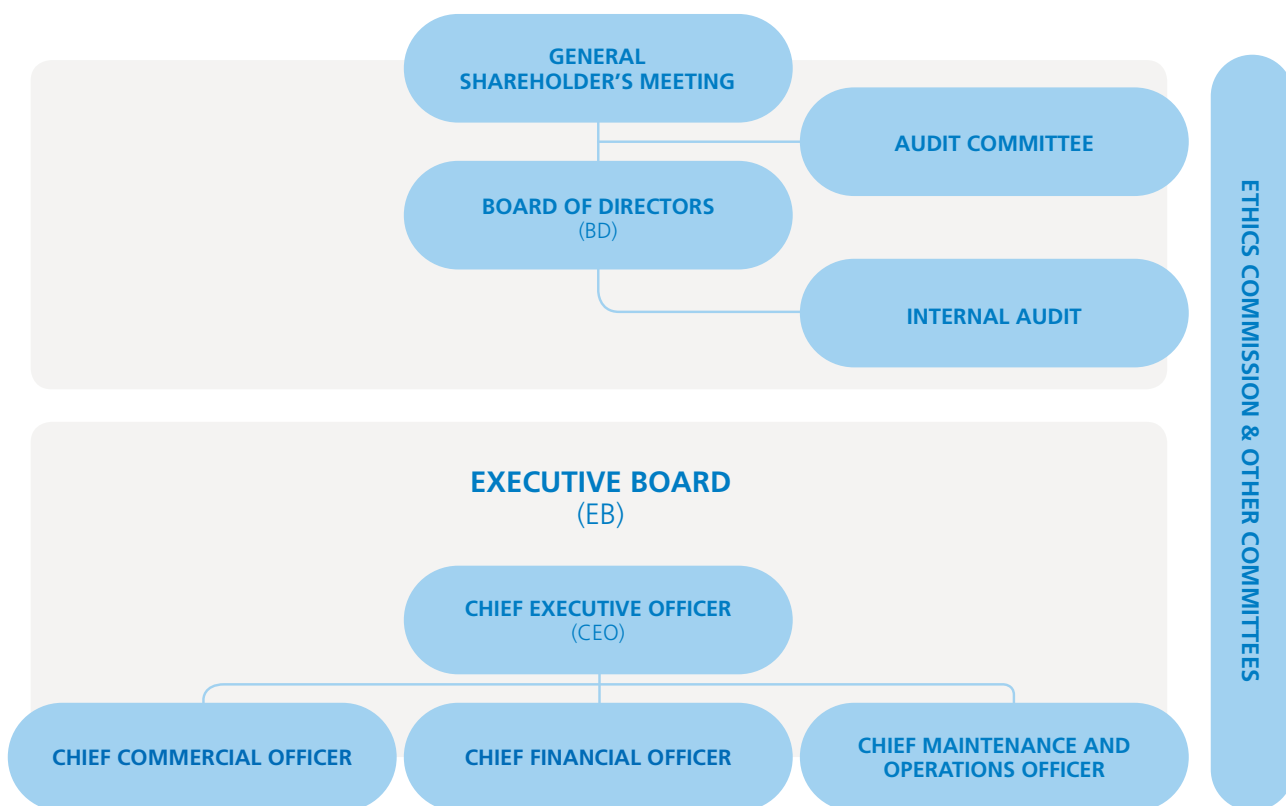 GENERAL
SHAREHOLDER’S MEETING
AUDIT COMMITTEE
BOARD OF DIRECTORS
(BD)
INTERNAL AUDIT
EXECUTIVE BOARD
(EB)
CHIEF EXECUTIVE OFFICER
(CEO)
CHIEF COMMERCIAL OFFICER
CHIEF FINANCIAL OFFICER
CHIEF MAINTENANCE AND
OPERATIONS OFFICER
ETHICS COMMISSION & OTHER COMMITTEES